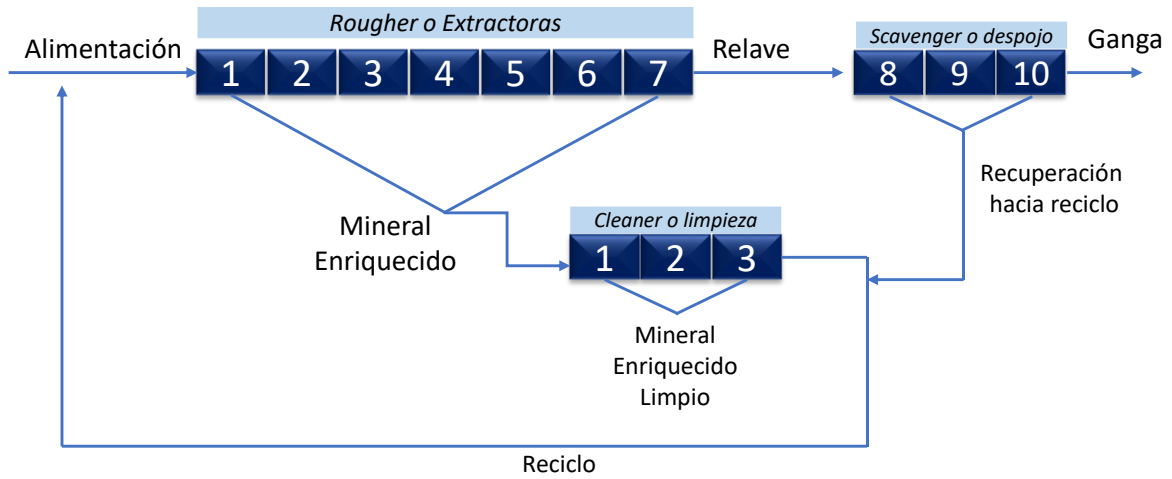 Rougher o Extractoras
Alimentación
1 2 3 4 5 6 7
Relave
Scavenger o despojo
Ganga
8 9 10
Recuperación
hacia reciclo
Mineral
Enriquecido
Cleaner o limpieza
1 2 3
Mineral
Enriquecido
Limpio
Reciclo